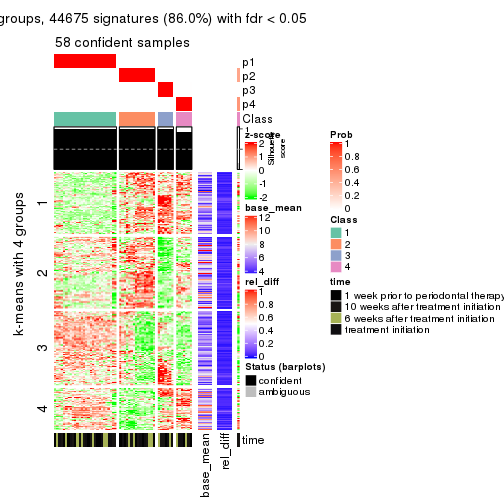 groups, 44675 signatures (86.0%) with fdr < 0.05
58 confident samples
p1
p2
p3
p4
Class
1
Silhouette
score
k-means with 4 groups
1
2
3
4
time
base_mean
rel_diff
z-score
2
1
0
-1
-2
base_mean
12
10
8
6
4
rel_diff
1
0.8
0.6
0.4
0.2
0
Status (barplots)
confident
ambiguous
Prob
1
0.8
0.6
0.4
0.2
0
Class
1
2
3
4
time
1 week prior to periodontal therapy
10 weeks after treatment initiation
6 weeks after treatment initiation
treatment initiation